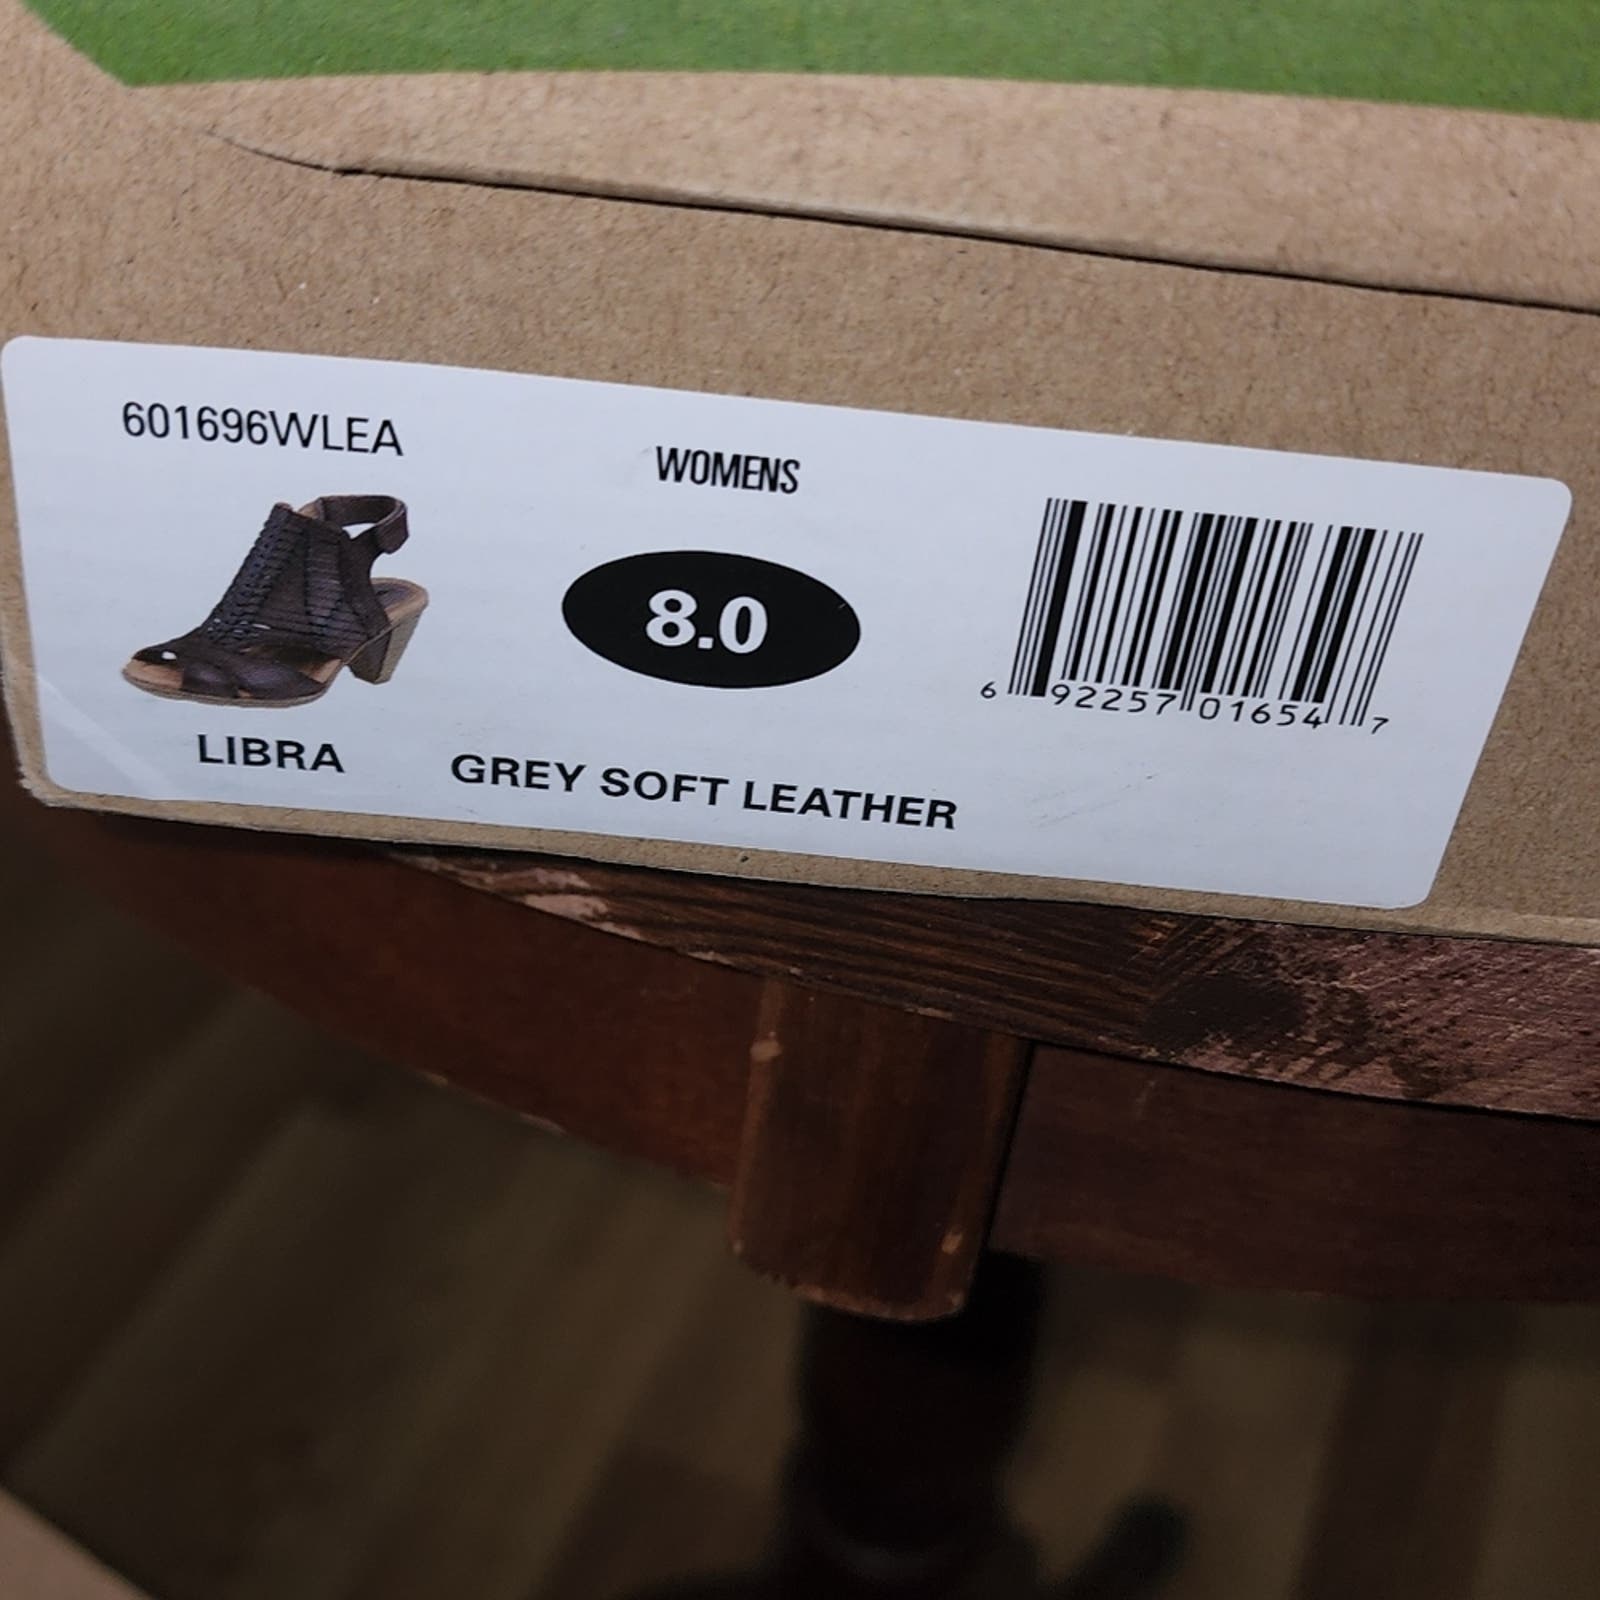 601696WLEA
WOMENS
8.0
6 92257 01654 7
LIBRA
GREY SOFT LEATHER